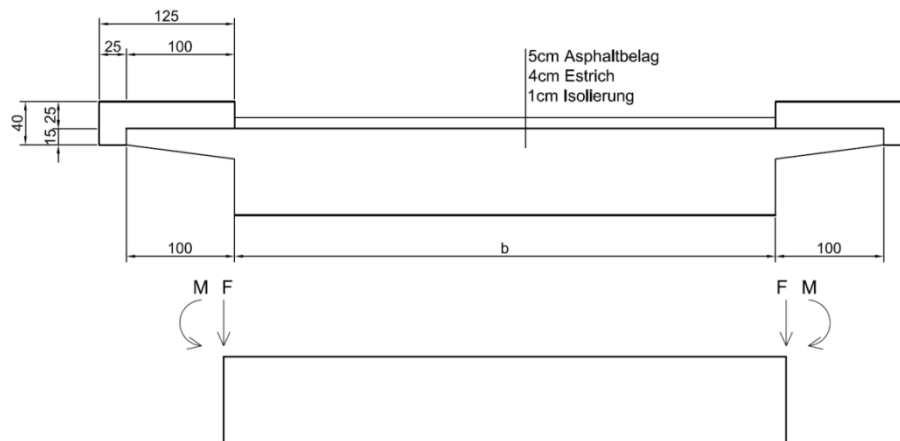 125
25 100
5cm Asphaltbelag
4cm Estrich
1cm Isolierung
40
25
15
100 b 100
M F F M